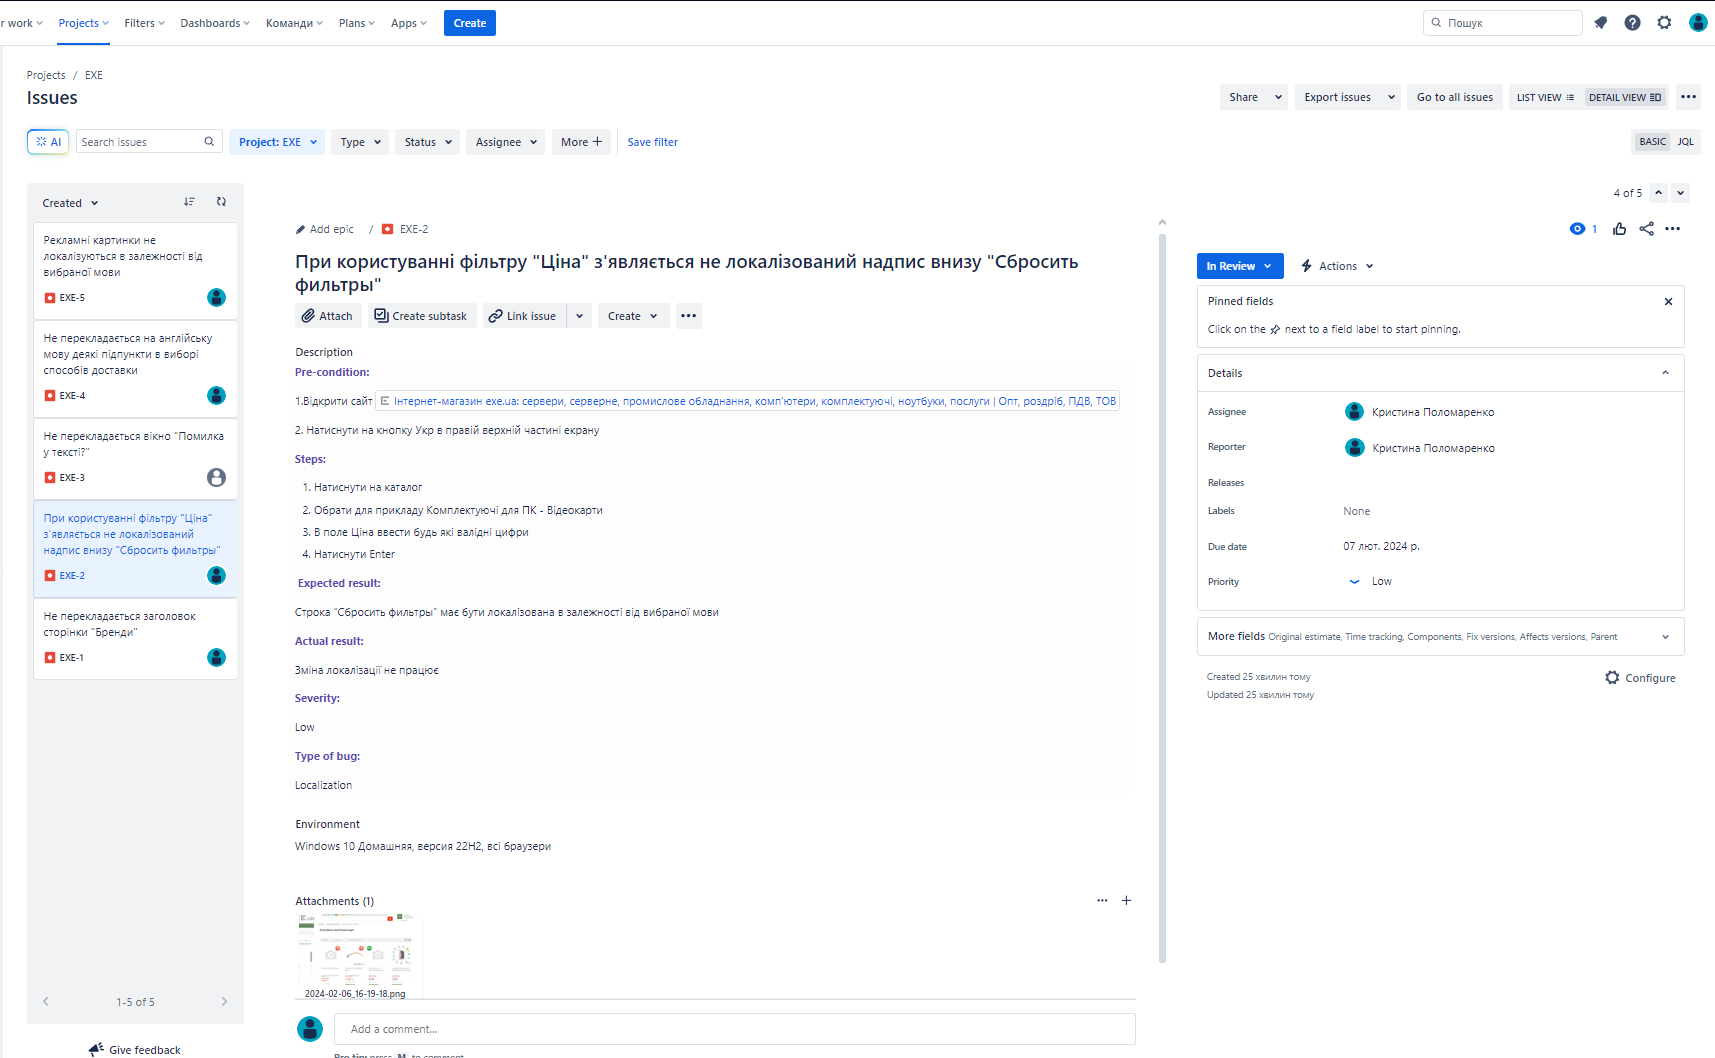 r work
Projects
Filters
Dashboards
Команди
Plans
Apps
Create
Пошук
Projects / EXE
Issues
Share
Export issues
Go to all issues
LIST VIEW
DETAIL VIEW
AI
Search issues
Project: EXE
Type
Status
Assignee
More
Save filter
BASIC
JQL
Created
Рекламні картинки не
локалізуються в залежності від
вибраної мови
EXE-5
Не перекладається на англійську
мову деякі підпункти в виборі
способів доставки
EXE-4
Не перекладається вікно "Помилка
у тексті?"
EXE-3
При користуванні фільтру "Ціна"
з'являється не локалізований
надпис внизу "Сбросить фильтры"
EXE-2
Не перекладається заголовок
сторінки "Бренди"
EXE-1
1-5 of 5
Give feedback
4 of 5
Add epic / EXE-2
1
При користуванні фільтру "Ціна" з'являється не локалізований надпис внизу "Сбросить
фильтры"
Attach
Create subtask
Link issue
Create
Description
Pre-condition:
1.Відкрити сайт Інтернет-магазин exe.ua: сервери, серверне, промислове обладнання, комп'ютери, комплектуючі, ноутбуки, послуги | Опт, роздріб, ПДВ, ТОВ
2. Натиснути на кнопку Укр в правій верхній частині екрану
Steps:
1. Натиснути на каталог
2. Обрати для прикладу Комплектуючі для ПК - Відеокарти
3. В поле Ціна ввести будь які валідні цифри
4. Натиснути Enter
Expected result:
Строка "Сбросить фильтры" має бути локалізована в залежності від вибраної мови
Actual result:
Зміна локалізації не працює
Severity:
Low
Type of bug:
Localization
Environment
Windows 10 Домашняя, версия 22H2, всі браузери
Attachments (1)
2024-02-06_16-19-18.png
Add a comment...
Pro tip: press M to comment
In Review
Actions
Pinned fields
Click on the next to a field label to start pinning.
Details
Assignee
Кристина Поломаренко
Reporter
Кристина Поломаренко
Releases
Labels
None
Due date
07 лют. 2024 р.
Priority
Low
More fields Original estimate, Time tracking, Components, Fix versions, Affects versions, Parent
Created 25 хвилин тому
Updated 25 хвилин тому
Configure